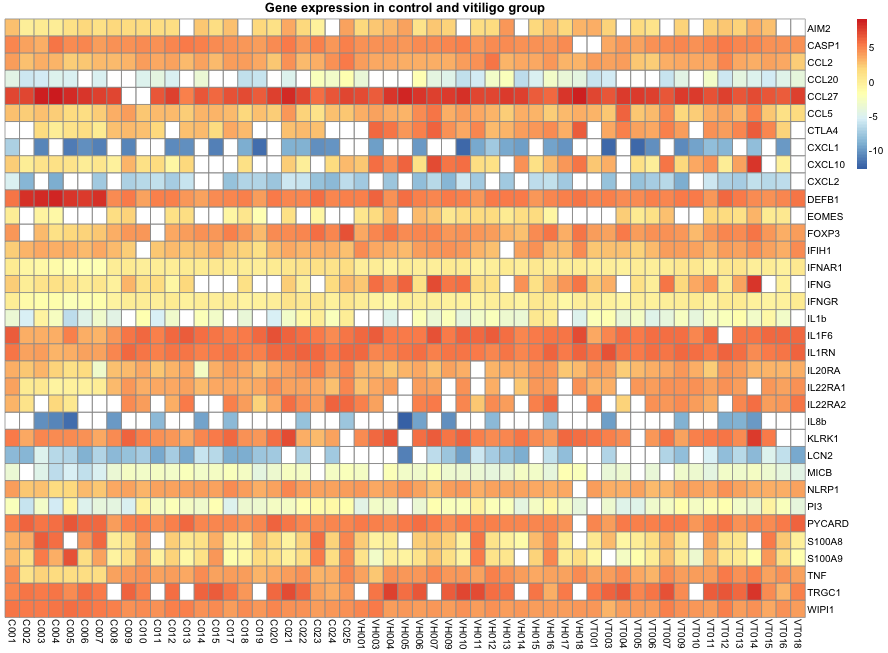 Gene expression in control and vitiligo group
AIM2
CASP1
CCL2
CCL20
CCL27
CCL5
CTLA4
CXCL1
CXCL10
CXCL2
DEFB1
EOMES
FOXP3
IFIH1
IFNAR1
IFNG
IFNGR
IL1b
IL1F6
IL1RN
IL20RA
IL22RA1
IL22RA2
IL8b
KLRK1
LCN2
MICB
NLRP1
PI3
PYCARD
S100A8
S100A9
TNF
TRGC1
WIPI1
C001
C002
C003
C004
C005
C006
C007
C008
C009
C010
C011
C012
C013
C014
C015
C017
C018
C019
C020
C021
C022
C023
C024
C025
VH001
VH003
VH004
VH005
VH006
VH007
VH009
VH010
VH011
VH012
VH013
VH014
VH015
VH016
VH017
VH018
VT001
VT003
VT004
VT005
VT006
VT007
VT009
VT010
VT011
VT012
VT013
VT014
VT015
VT016
VT018
5
0
-5
-10